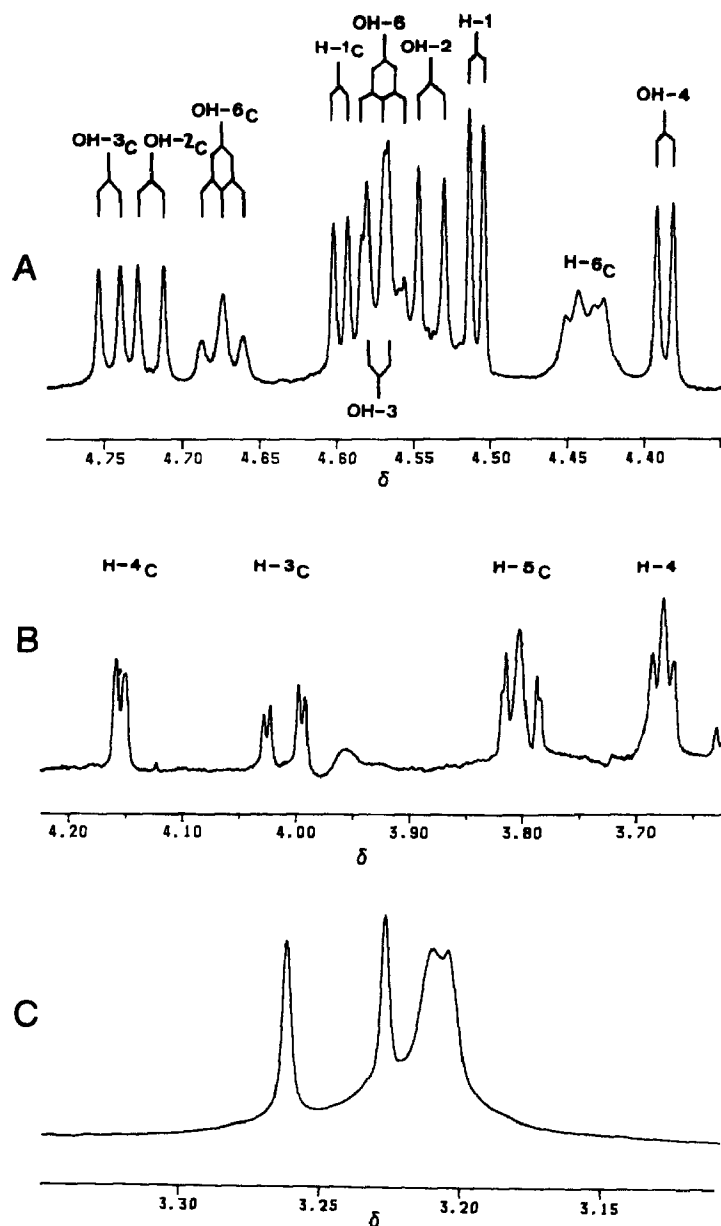 H-1
OH-6
H-1C OH-2
OH-6C OH-4
OH-3C OH-2C
A
H-6C
OH-3
4.75 4.70 4.65 4.60 4.55 4.50 4.45 4.40
δ
H-4C H-3C H-5C H-4
B
4.20 4.10 4.00 3.90 3.80 3.70
δ
C
3.30 3.25 3.20 3.15
δ